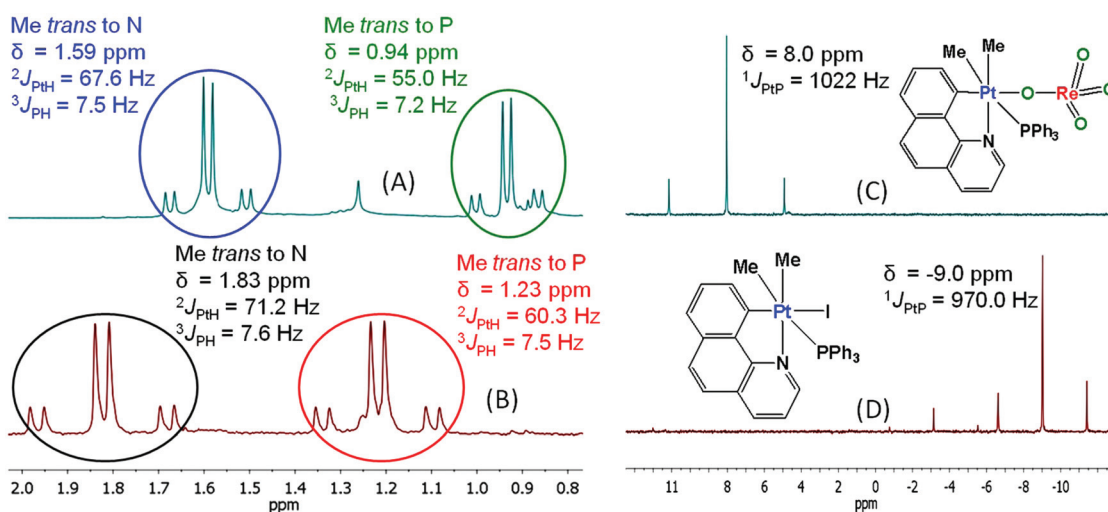 Me trans to N
δ = 1.59 ppm
²JPtH = 67.6 Hz
³JPH = 7.5 Hz
Me trans to P
δ = 0.94 ppm
²JPtH = 55.0 Hz
³JPH = 7.2 Hz
(A)
Me trans to N
δ = 1.83 ppm
²JPtH = 71.2 Hz
³JPH = 7.6 Hz
Me trans to P
δ = 1.23 ppm
²JPtH = 60.3 Hz
³JPH = 7.5 Hz
(B)
2.0 1.9 1.8 1.7 1.6 1.5 1.4 1.3 1.2 1.1 1.0 0.9 0.8
ppm
δ = 8.0 ppm
¹JPtP = 1022 Hz
Me Me
O
Pt O Re O
O
PPh₃
N
(C)
Me Me
δ = -9.0 ppm
¹JPtP = 970.0 Hz
Pt I
PPh₃
N
(D)
11 8 6 4 2 0 -2 -4 -6 -8 -10
ppm